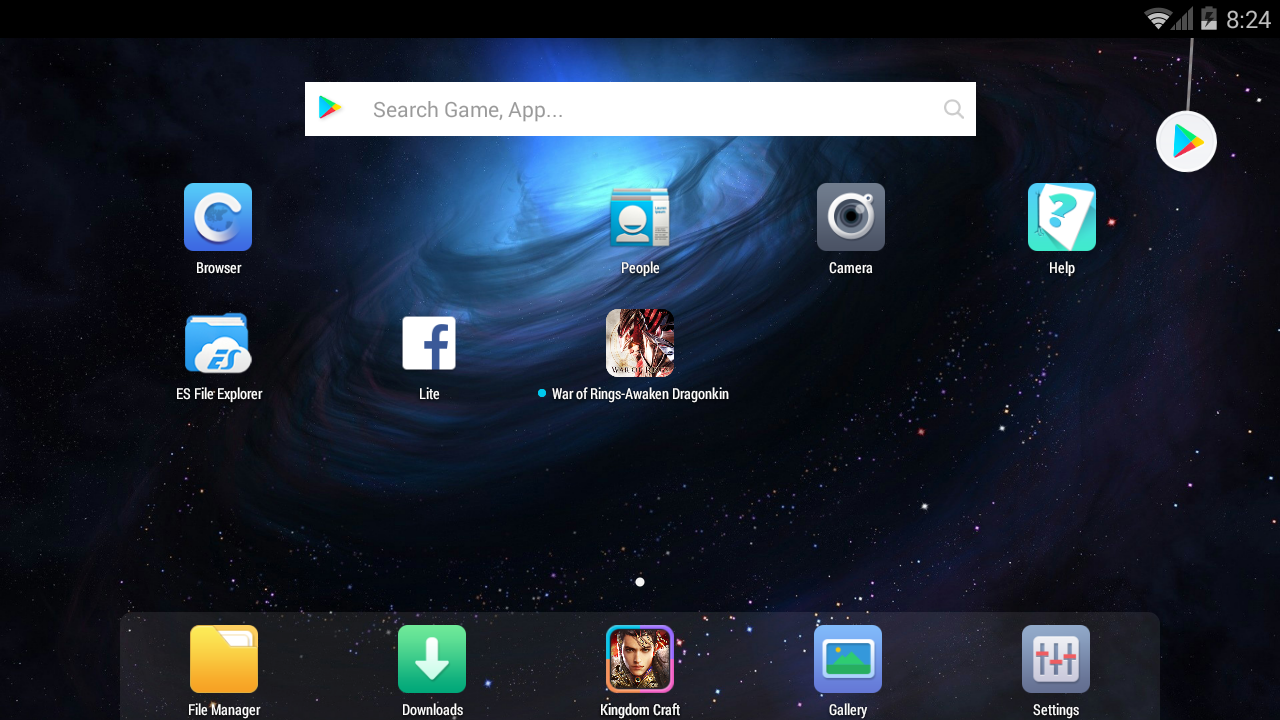 8:24
Search Game, App...
Browser
People
Camera
Help
ES File Explorer
Lite
War of Rings-Awaken Dragonkin
File Manager
Downloads
Kingdom Craft
Gallery
Settings